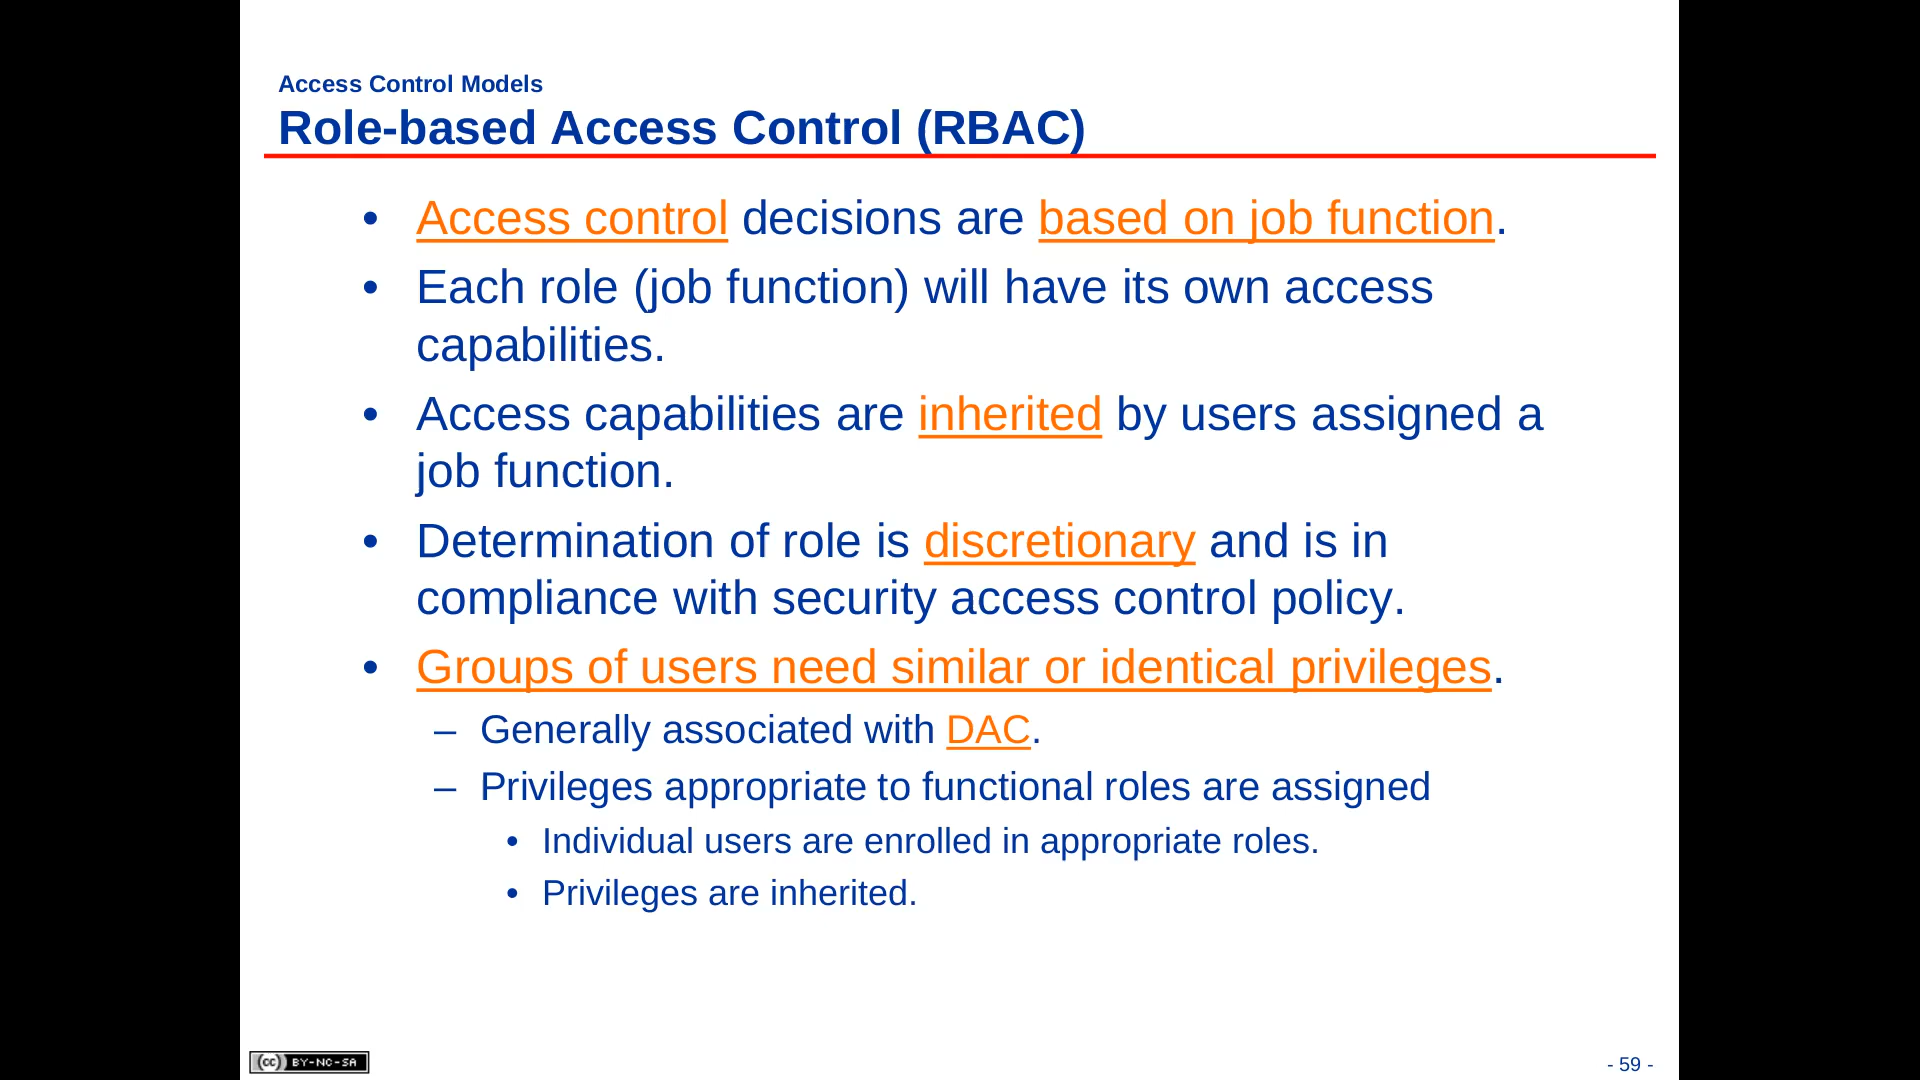 Access Control Models
Role-based Access Control (RBAC)
• Access control decisions are based on job function.
• Each role (job function) will have its own access
capabilities.
• Access capabilities are inherited by users assigned a
job function.
• Determination of role is discretionary and is in
compliance with security access control policy.
• Groups of users need similar or identical privileges.
– Generally associated with DAC.
– Privileges appropriate to functional roles are assigned
• Individual users are enrolled in appropriate roles.
• Privileges are inherited.
(cc) BY-NC-SA
- 59 -